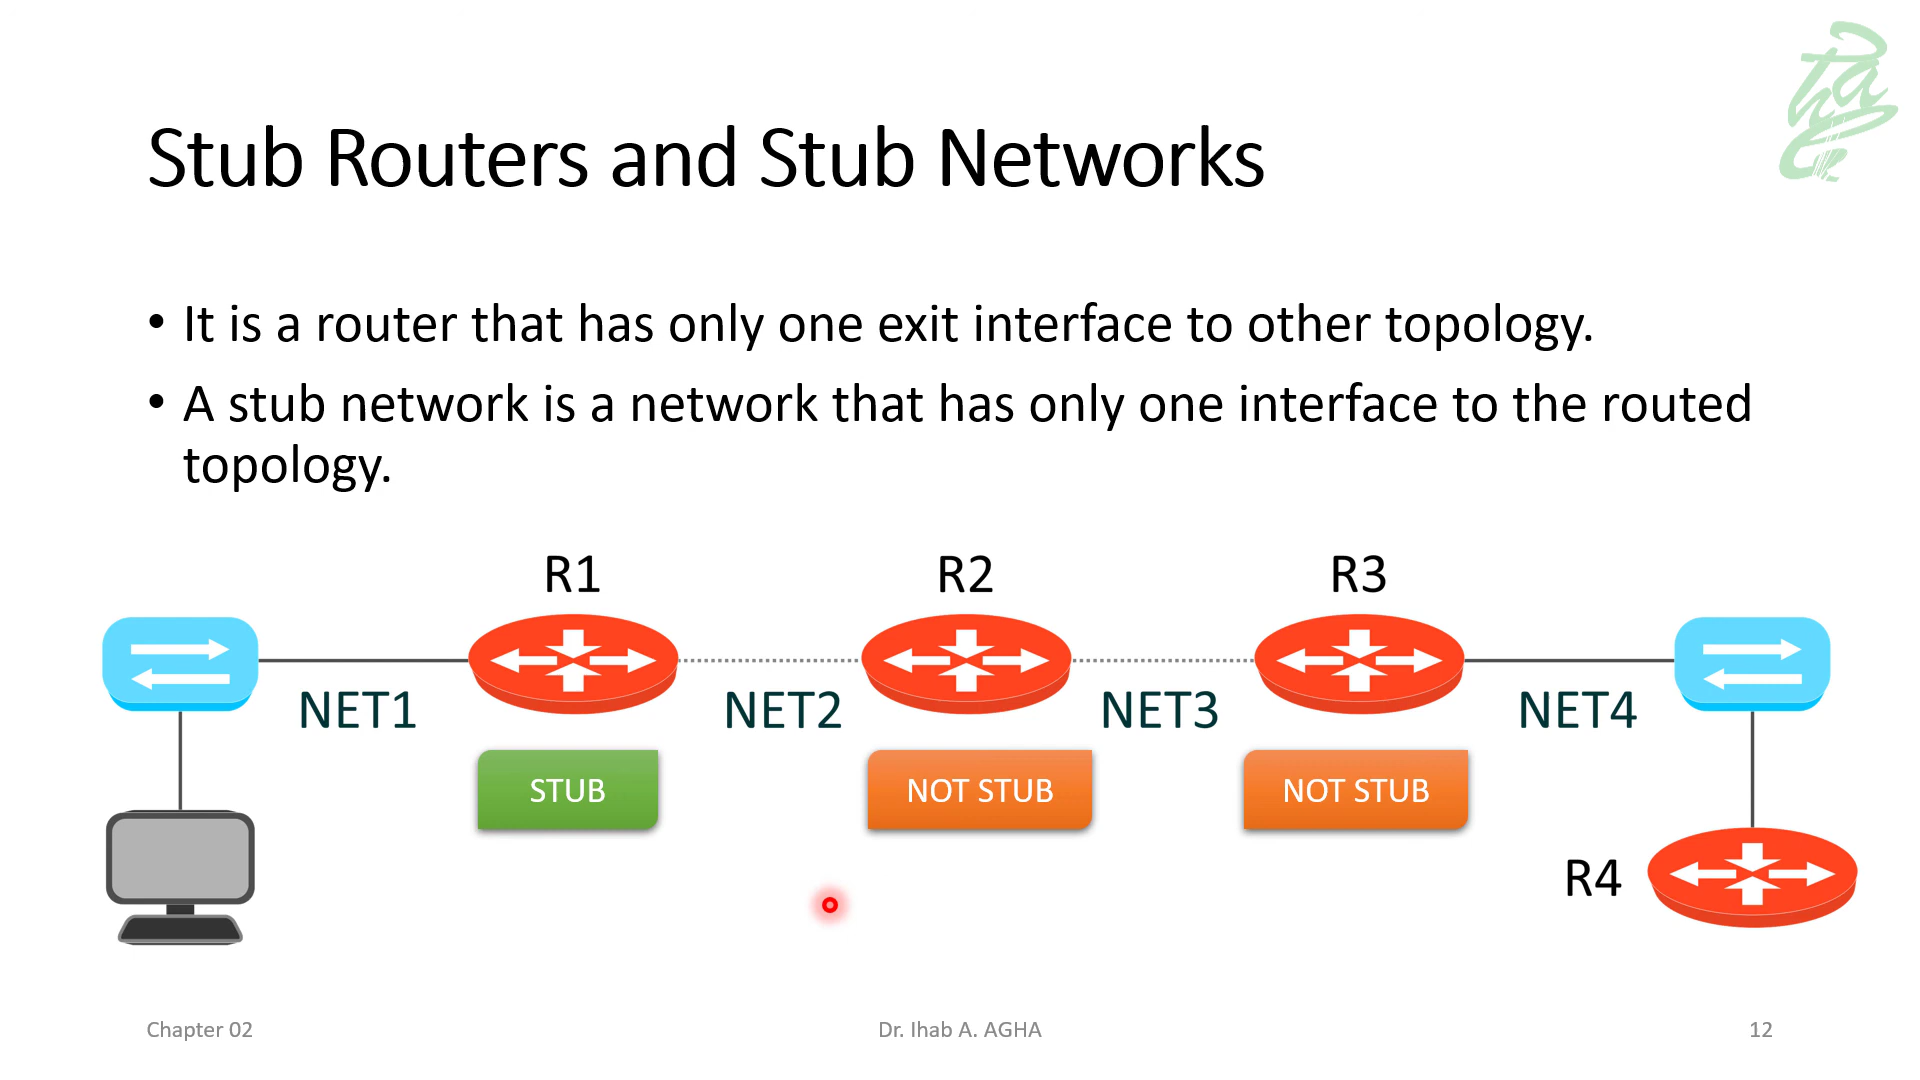 Stub Routers and Stub Networks
• It is a router that has only one exit interface to other topology.
• A stub network is a network that has only one interface to the routed
topology.
R1 R2 R3
NET1 NET2 NET3 NET4
STUB NOT STUB NOT STUB
R4
Chapter 02 Dr. Ihab A. AGHA 12